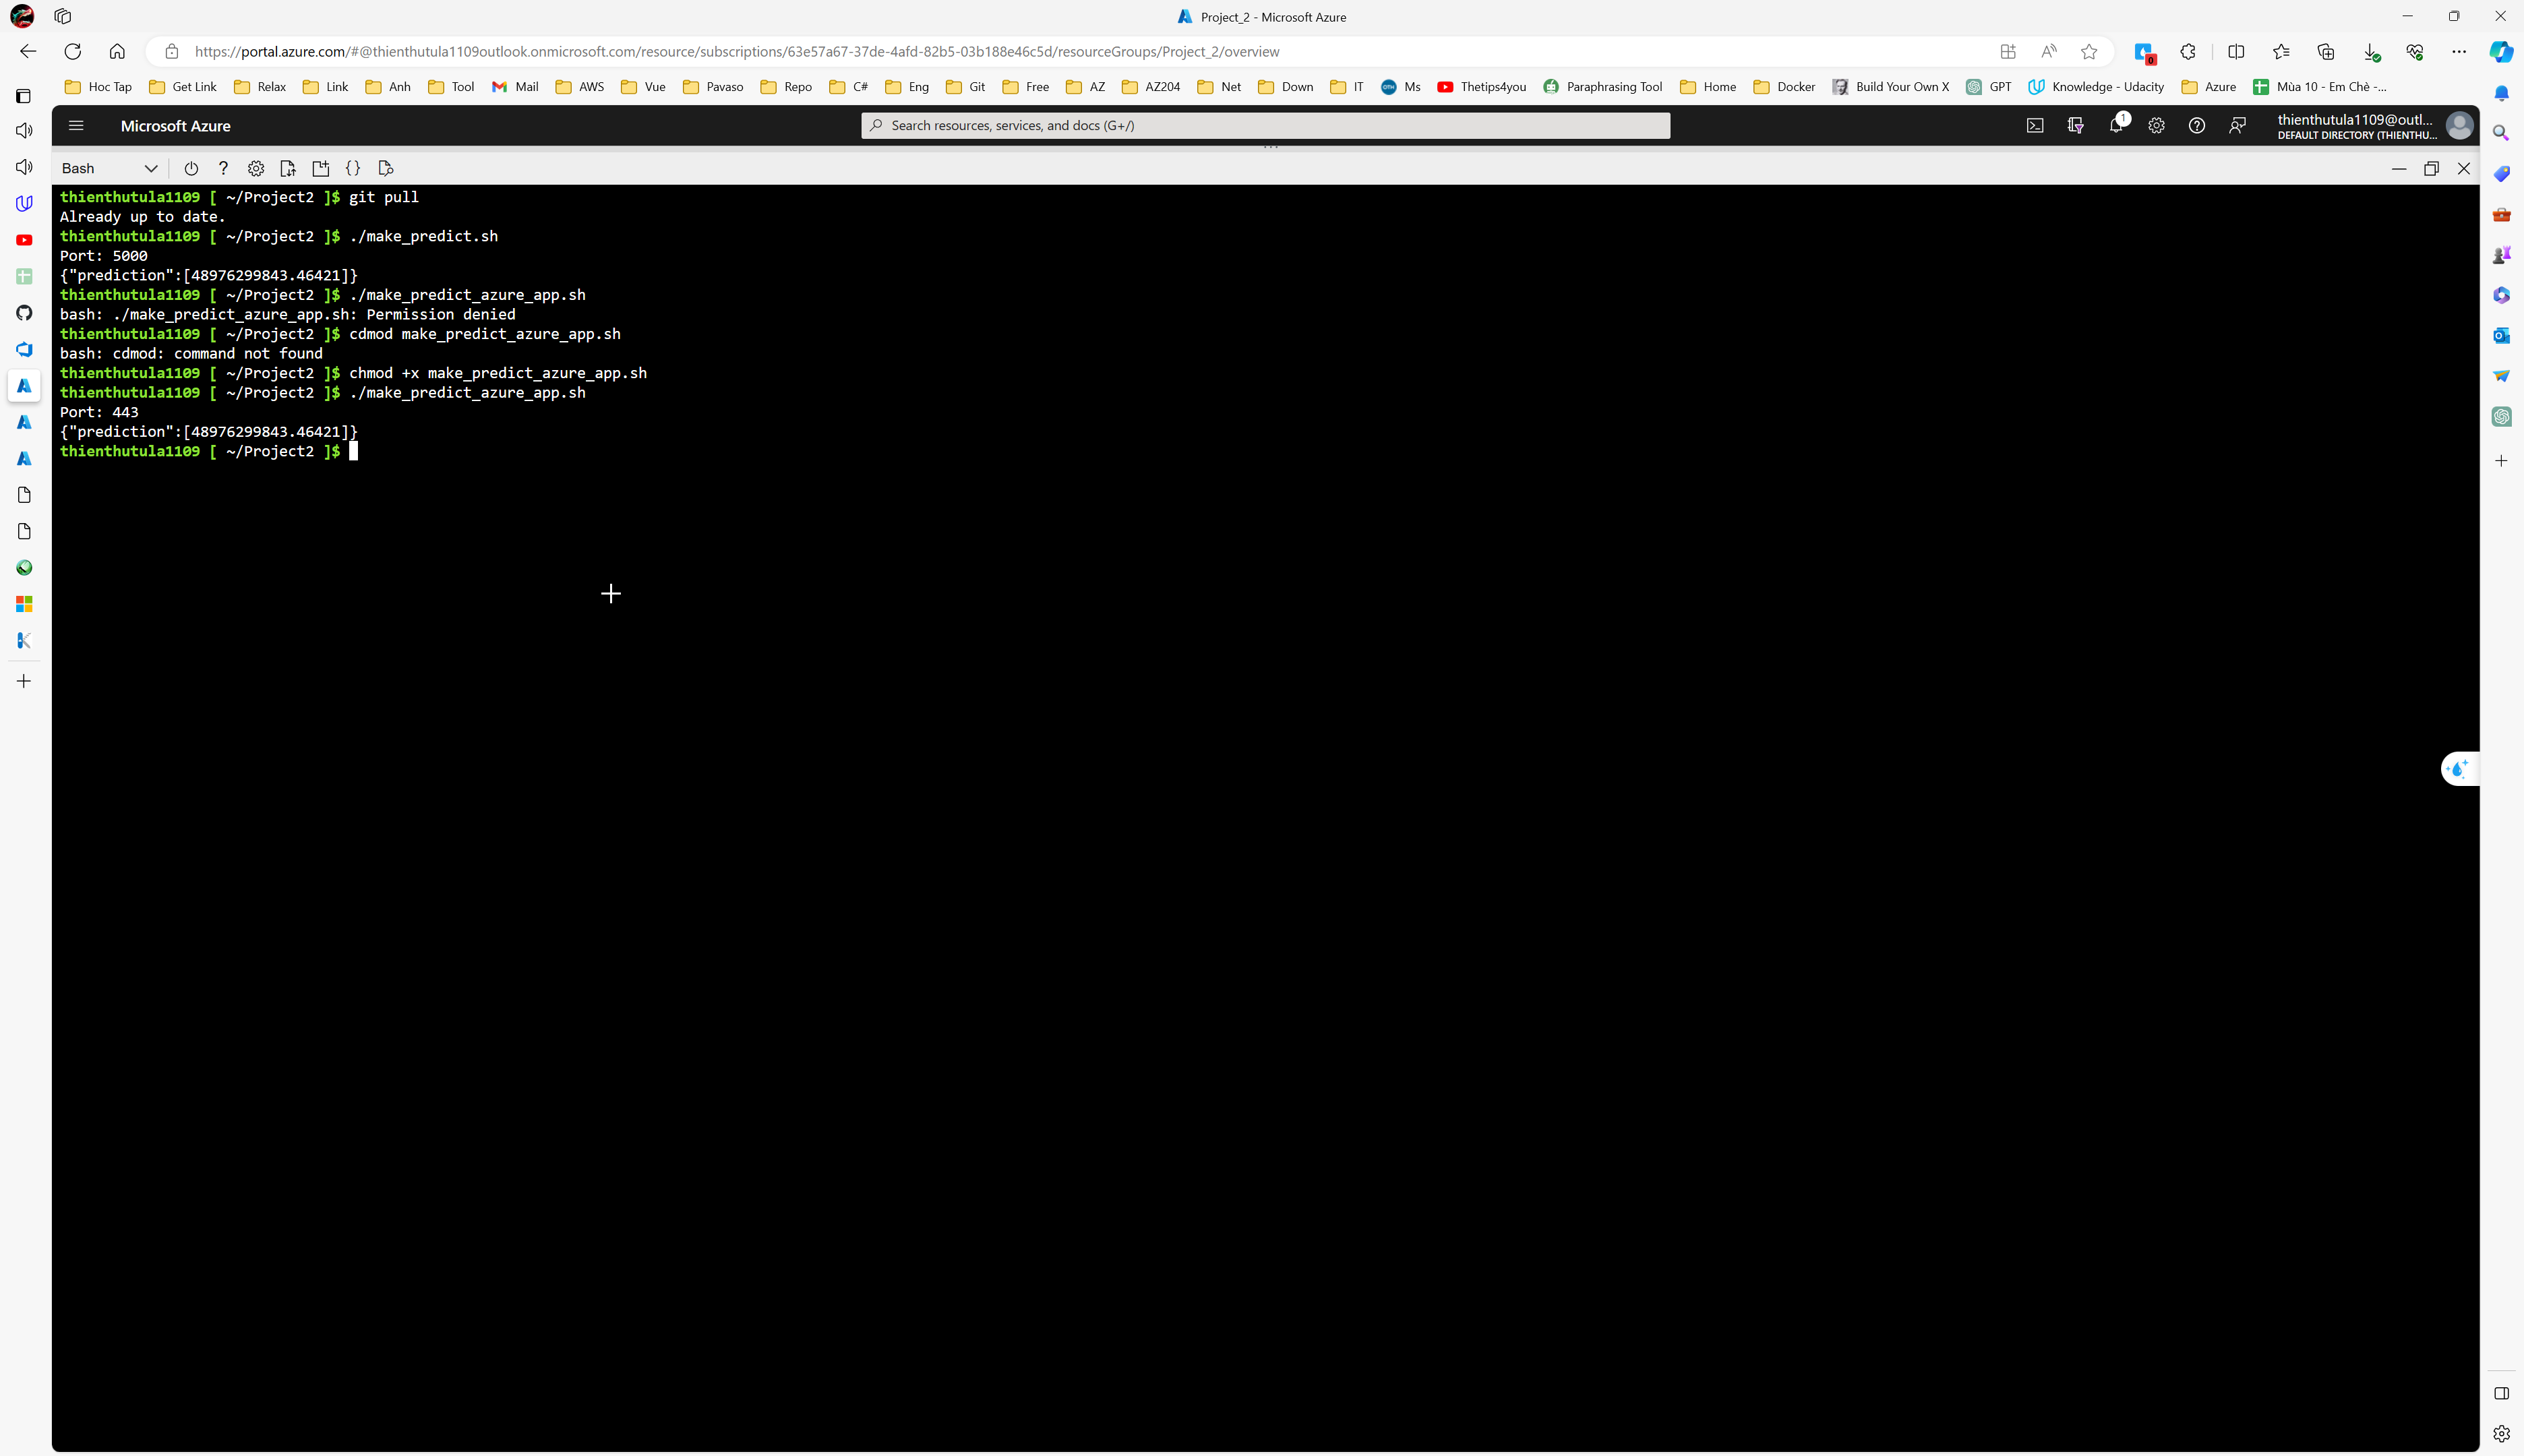 Project_2 - Microsoft Azure
https://portal.azure.com/#@thienthutula1109outlook.onmicrosoft.com/resource/subscriptions/63e57a67-37de-4afd-82b5-03b188e46c5d/resourceGroups/Project_2/overview
0
Hoc Tap Get Link Relax Link Anh Tool Mail AWS Vue Pavaso Repo C# Eng Git Free AZ AZ204 Net Down IT Ms Thetips4you Paraphrasing Tool Home Docker Build Your Own X GPT Knowledge - Udacity Azure Mùa 10 - Em Chè -...
Microsoft Azure
Search resources, services, and docs (G+/)
1
thienthutula1109@outl...
DEFAULT DIRECTORY (THIENTHU...
Bash
thienthutula1109 [ ~/Project2 ]$ git pull
Already up to date.
thienthutula1109 [ ~/Project2 ]$ ./make_predict.sh
Port: 5000
{"prediction":[48976299843.46421]}
thienthutula1109 [ ~/Project2 ]$ ./make_predict_azure_app.sh
bash: ./make_predict_azure_app.sh: Permission denied
thienthutula1109 [ ~/Project2 ]$ cdmod make_predict_azure_app.sh
bash: cdmod: command not found
thienthutula1109 [ ~/Project2 ]$ chmod +x make_predict_azure_app.sh
thienthutula1109 [ ~/Project2 ]$ ./make_predict_azure_app.sh
Port: 443
{"prediction":[48976299843.46421]}
thienthutula1109 [ ~/Project2 ]$